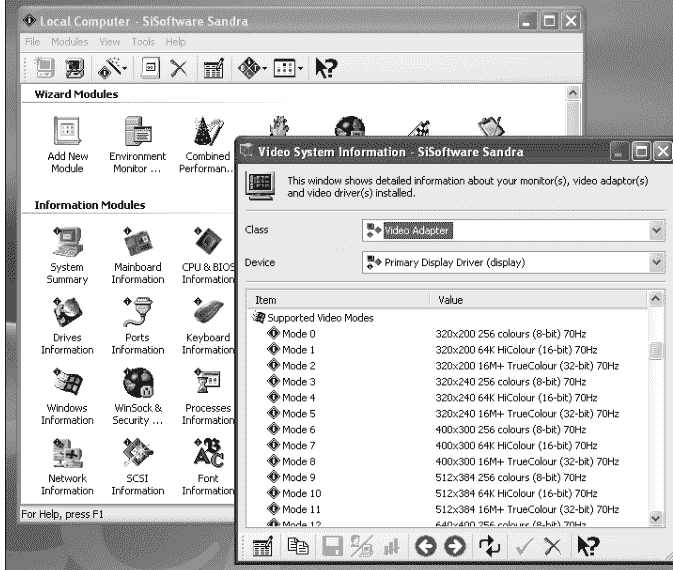 Local Computer - SiSoftware Sandra
File Modules View Tools Help
Wizard Modules
Add New Module
Environment Monitor ...
Combined Performan...
Information Modules
System Summary
Mainboard Information
CPU & BIOS Information
Drives Information
Ports Information
Keyboard Information
Windows Information
WinSock & Security ...
Processes Information
Network Information
SCSI Information
Font Information
For Help, press F1
Video System Information - SiSoftware Sandra
This window shows detailed information about your monitor(s), video adaptor(s)
and video driver(s) installed.
Class Video Adapter
Device Primary Display Driver (display)
Item Value
Supported Video Modes
Mode 0 320x200 256 colours (8-bit) 70Hz
Mode 1 320x200 64K HiColour (16-bit) 70Hz
Mode 2 320x200 16M+ TrueColour (32-bit) 70Hz
Mode 3 320x240 256 colours (8-bit) 70Hz
Mode 4 320x240 64K HiColour (16-bit) 70Hz
Mode 5 320x240 16M+ TrueColour (32-bit) 70Hz
Mode 6 400x300 256 colours (8-bit) 70Hz
Mode 7 400x300 64K HiColour (16-bit) 70Hz
Mode 8 400x300 16M+ TrueColour (32-bit) 70Hz
Mode 9 512x384 256 colours (8-bit) 70Hz
Mode 10 512x384 64K HiColour (16-bit) 70Hz
Mode 11 512x384 16M+ TrueColour (32-bit) 70Hz
Mode 12 640x400 256 colours (8-bit) 70Hz